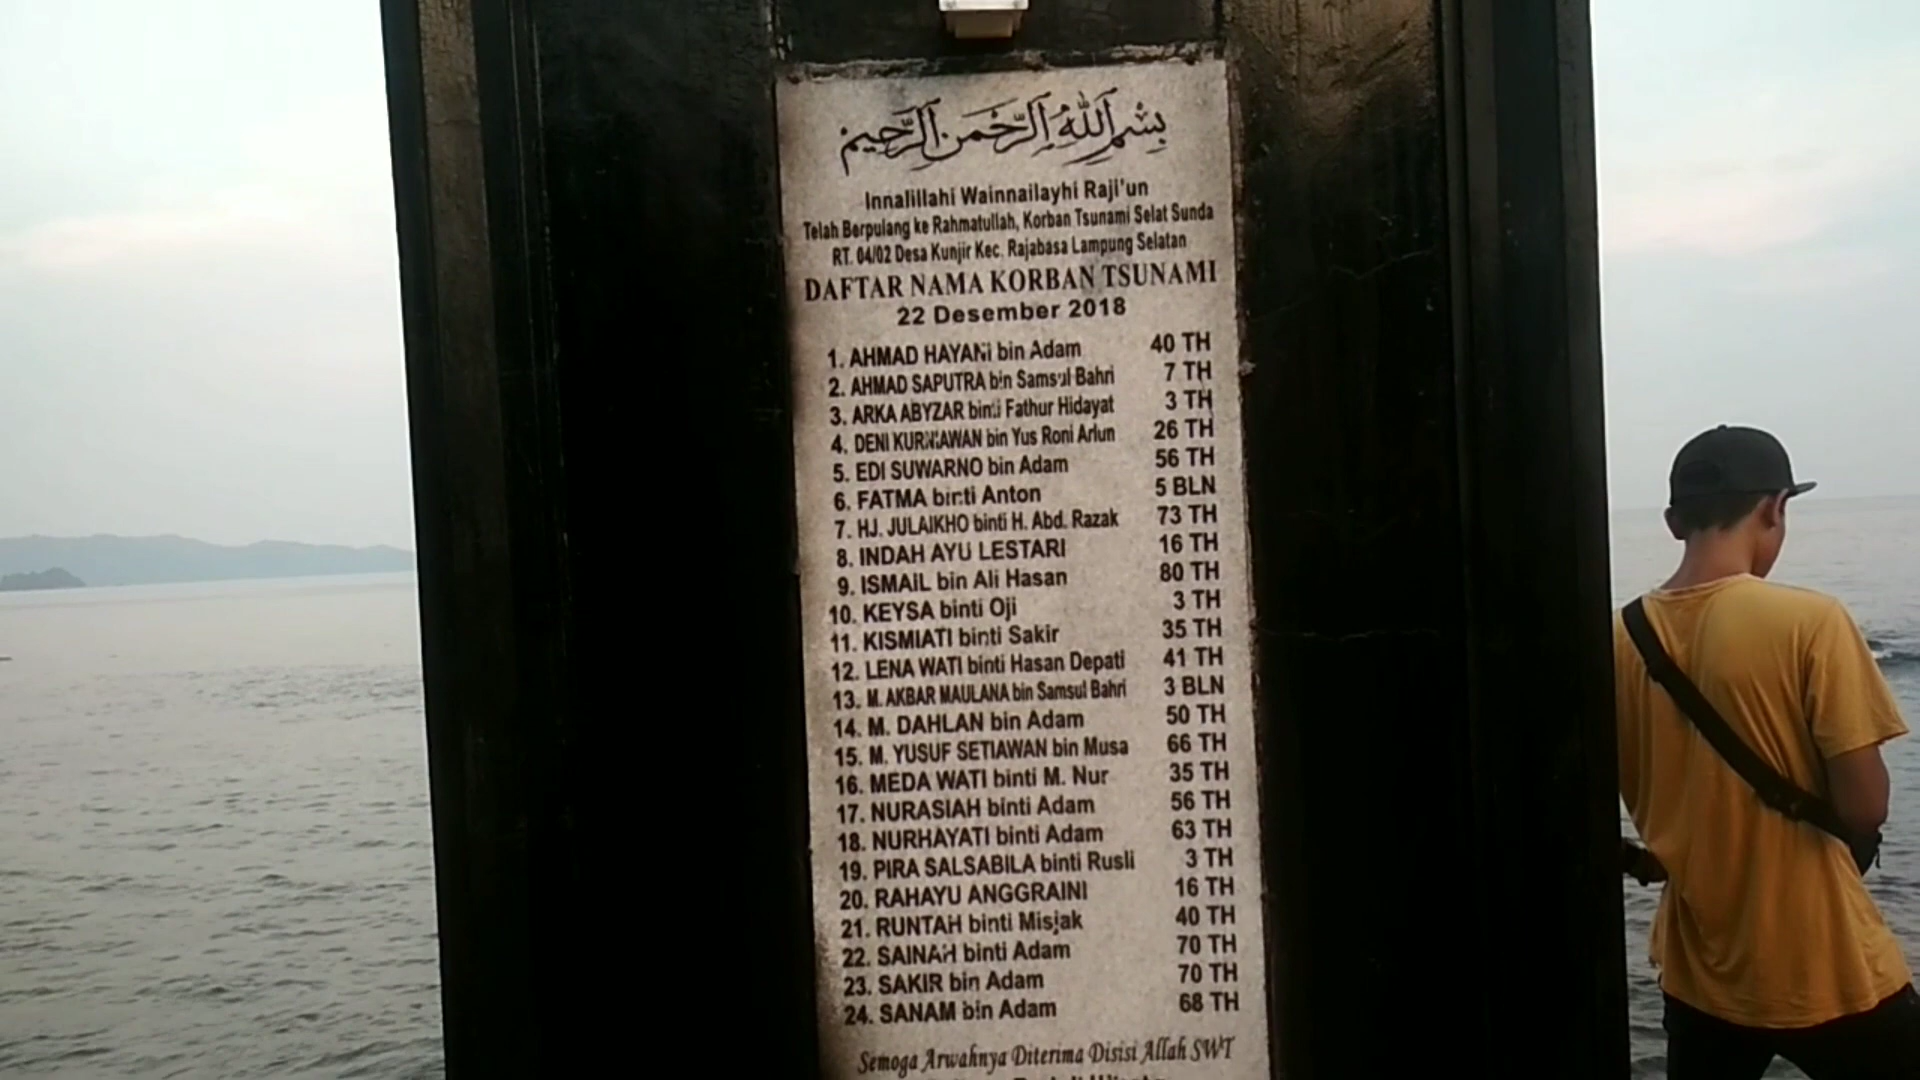 بسم الله الرحمن الرحيم
Innalillahi Wainnailayhi Raji'un
Telah Berpulang ke Rahmatullah, Korban Tsunami Selat Sunda
RT. 04/02 Desa Kunjir Kec. Rajabasa Lampung Selatan
DAFTAR NAMA KORBAN TSUNAMI
22 Desember 2018
1. AHMAD HAYANI bin Adam 40 TH
2. AHMAD SAPUTRA bin Samsul Bahri 7 TH
3. ARKA ABYZAR binti Fathur Hidayat 3 TH
4. DENI KURNIAWAN bin Yus Roni Arlun 26 TH
5. EDI SUWARNO bin Adam 56 TH
6. FATMA binti Anton 5 BLN
7. HJ. JULAIKHO binti H. Abd. Razak 73 TH
8. INDAH AYU LESTARI 16 TH
9. ISMAIL bin Ali Hasan 80 TH
10. KEYSA binti Oji 3 TH
11. KISMIATI binti Sakir 35 TH
12. LENA WATI binti Hasan Depati 41 TH
13. M. AKBAR MAULANA bin Samsul Bahri 3 BLN
14. M. DAHLAN bin Adam 50 TH
15. M. YUSUF SETIAWAN bin Musa 66 TH
16. MEDA WATI binti M. Nur 35 TH
17. NURASIAH binti Adam 56 TH
18. NURHAYATI binti Adam 63 TH
19. PIRA SALSABILA binti Rusli 3 TH
20. RAHAYU ANGGRAINI 16 TH
21. RUNTAH binti Misjak 40 TH
22. SAINAH binti Adam 70 TH
23. SAKIR bin Adam 70 TH
24. SANAM bin Adam 68 TH
Semoga Arwahnya Diterima Disisi Allah SWT